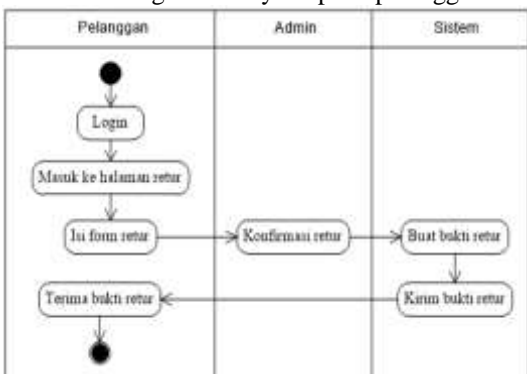 Pelanggan Admin Sistem
Login
Masuk ke halaman retur
Isi form retur Konfirmasi retur Buat bukti retur
Terima bukti retur Kirim bukti retur